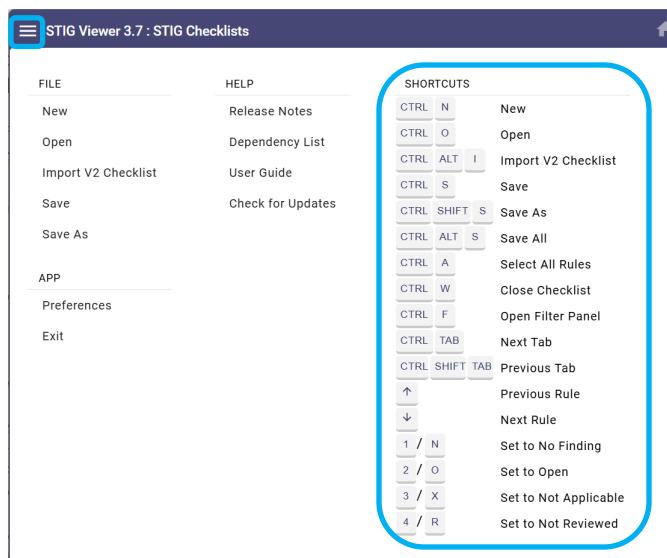 STIG Viewer 3.7 : STIG Checklists
FILE
New
Open
Import V2 Checklist
Save
Save As
APP
Preferences
Exit
HELP
Release Notes
Dependency List
User Guide
Check for Updates
SHORTCUTS
CTRL N New
CTRL O Open
CTRL ALT I Import V2 Checklist
CTRL S Save
CTRL SHIFT S Save As
CTRL ALT S Save All
CTRL A Select All Rules
CTRL W Close Checklist
CTRL F Open Filter Panel
CTRL TAB Next Tab
CTRL SHIFT TAB Previous Tab
↑ Previous Rule
↓ Next Rule
1 / N Set to No Finding
2 / O Set to Open
3 / X Set to Not Applicable
4 / R Set to Not Reviewed